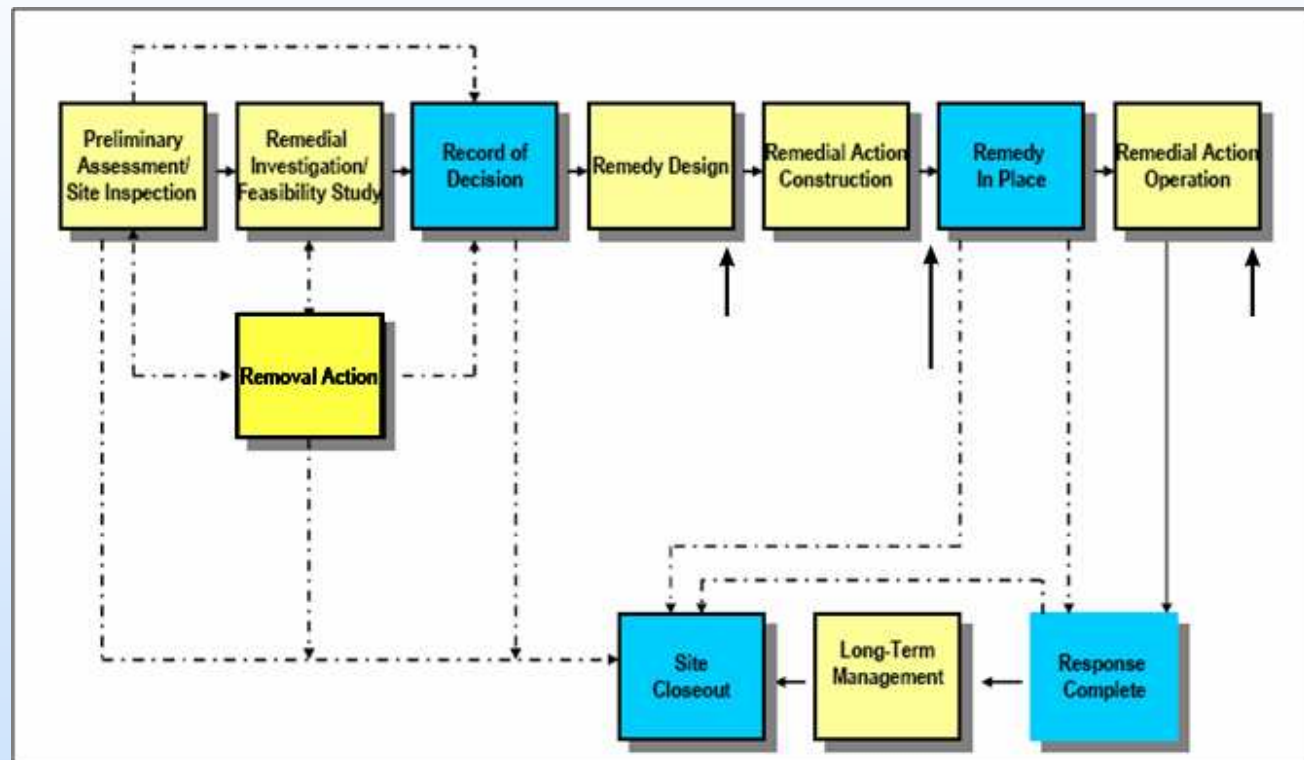 Preliminary
Assessment/
Site Inspection
Remedial
Investigation/
Feasibility Study
Record of
Decision
Remedy Design
Remedial Action
Construction
Remedy
In Place
Remedial Action
Operation
Removal Action
Site
Closeout
Long-Term
Management
Response
Complete